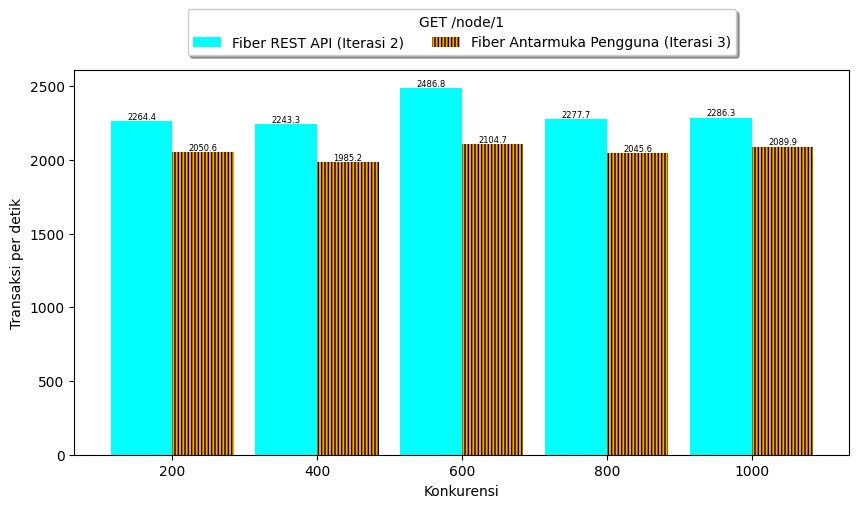 GET /node/1
Fiber REST API (Iterasi 2) Fiber Antarmuka Pengguna (Iterasi 3)
Transaksi per detik
2500
2000
1500
1000
500
0
2264.4 2050.6 2243.3 1985.2 2486.8 2104.7 2277.7 2045.6 2286.3 2089.9
200 400 600 800 1000
Konkurensi